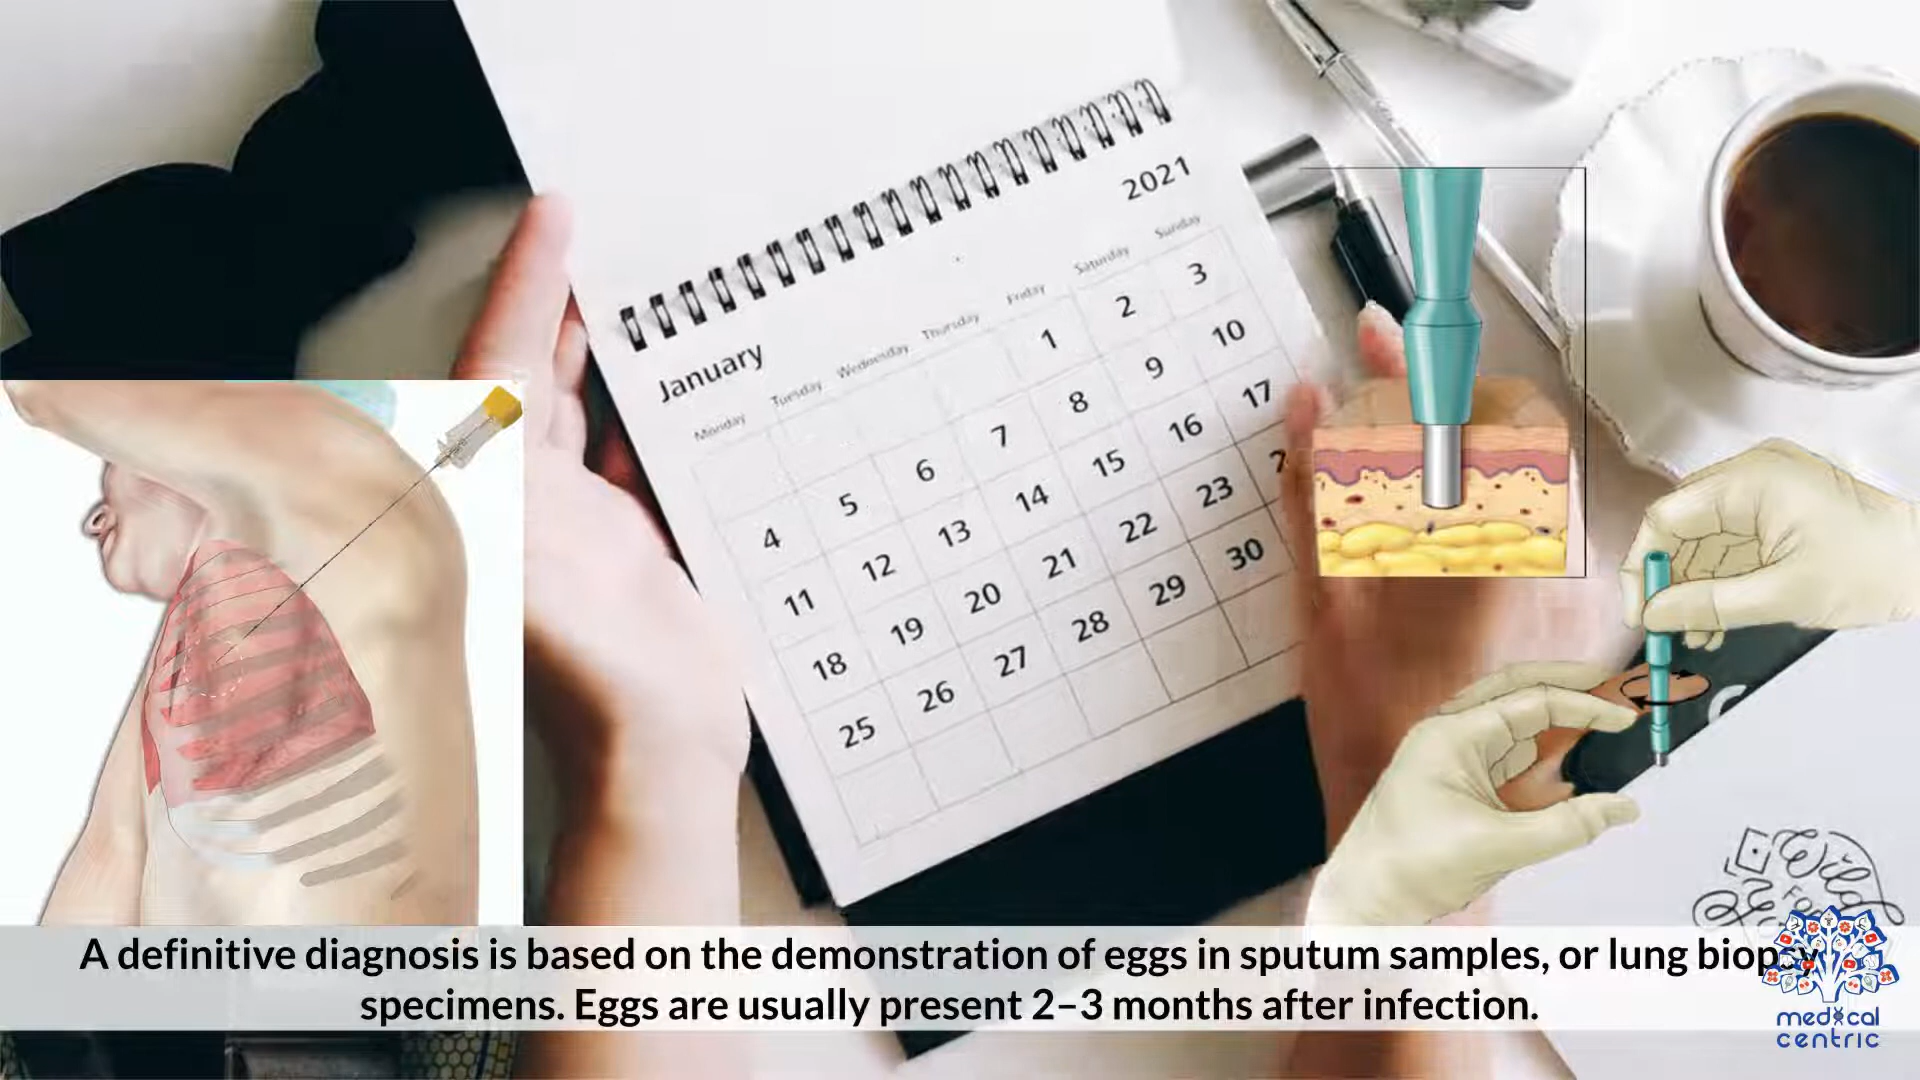 2021
January
Monday Tuesday Wednesday Thursday Friday Saturday Sunday
1 2 3
4 5 6 7 8 9 10
11 12 13 14 15 16 17
18 19 20 21 22 23
25 26 27 28 29 30
Wild
A definitive diagnosis is based on the demonstration of eggs in sputum samples, or lung biopsy
specimens. Eggs are usually present 2–3 months after infection.
medical
centric